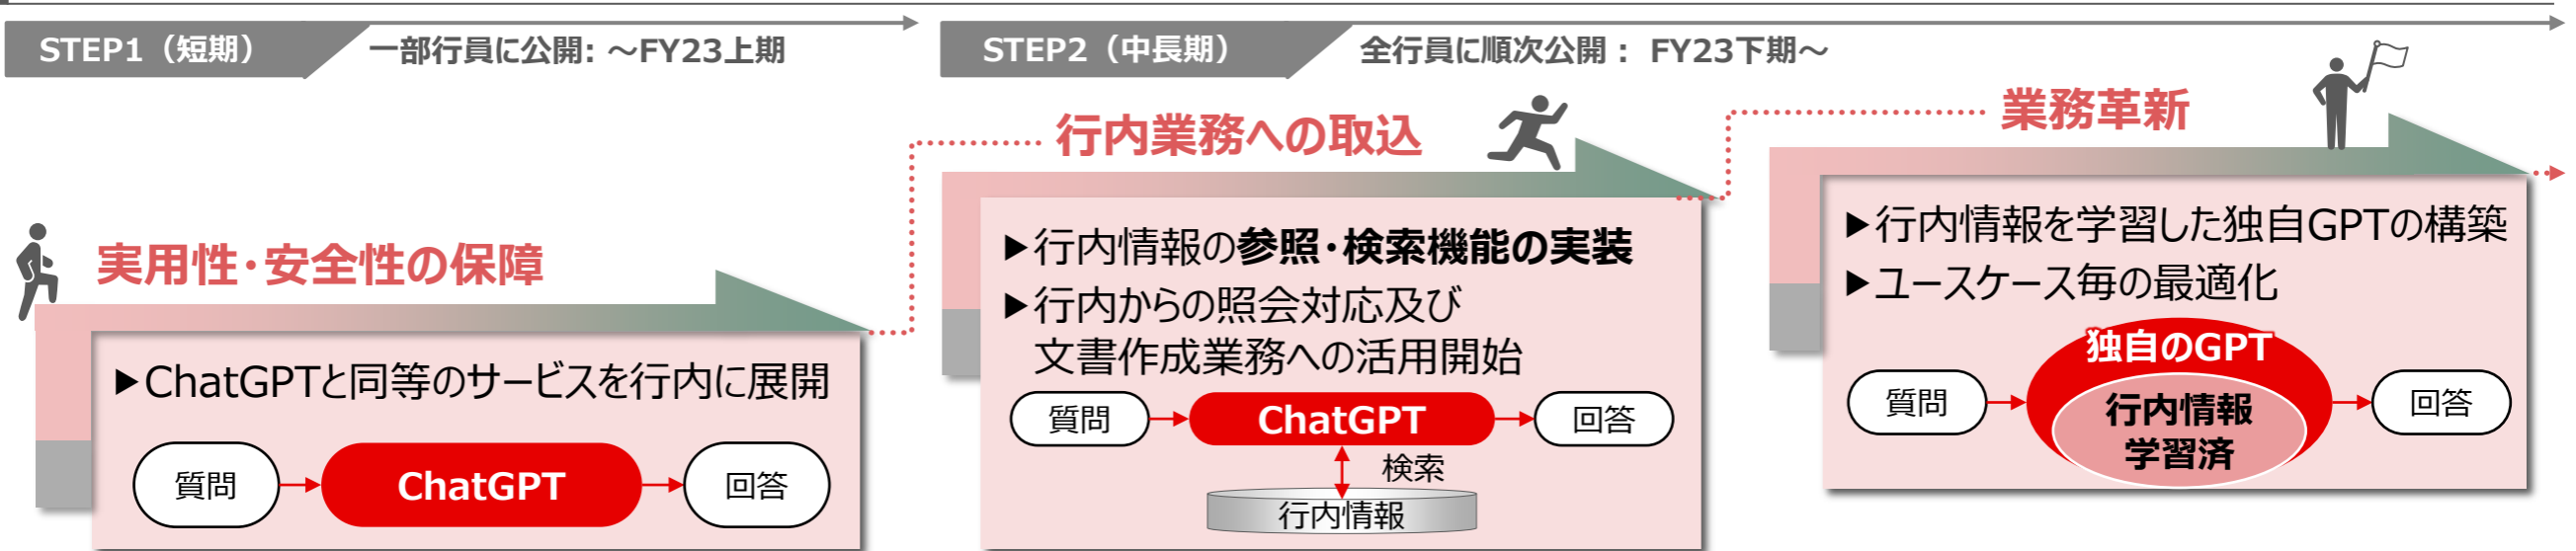 STEP1（短期）
一部行員に公開: ～FY23上期
STEP2（中長期）
全行員に順次公開： FY23下期～
実用性･安全性の保障
▶ChatGPTと同等のサービスを行内に展開
質問
ChatGPT
回答
行内業務への取込
▶行内情報の参照･検索機能の実装
▶行内からの照会対応及び
文書作成業務への活用開始
質問
ChatGPT
回答
検索
行内情報
業務革新
▶行内情報を学習した独自GPTの構築
▶ユースケース毎の最適化
独自のGPT
質問
行内情報
学習済
回答